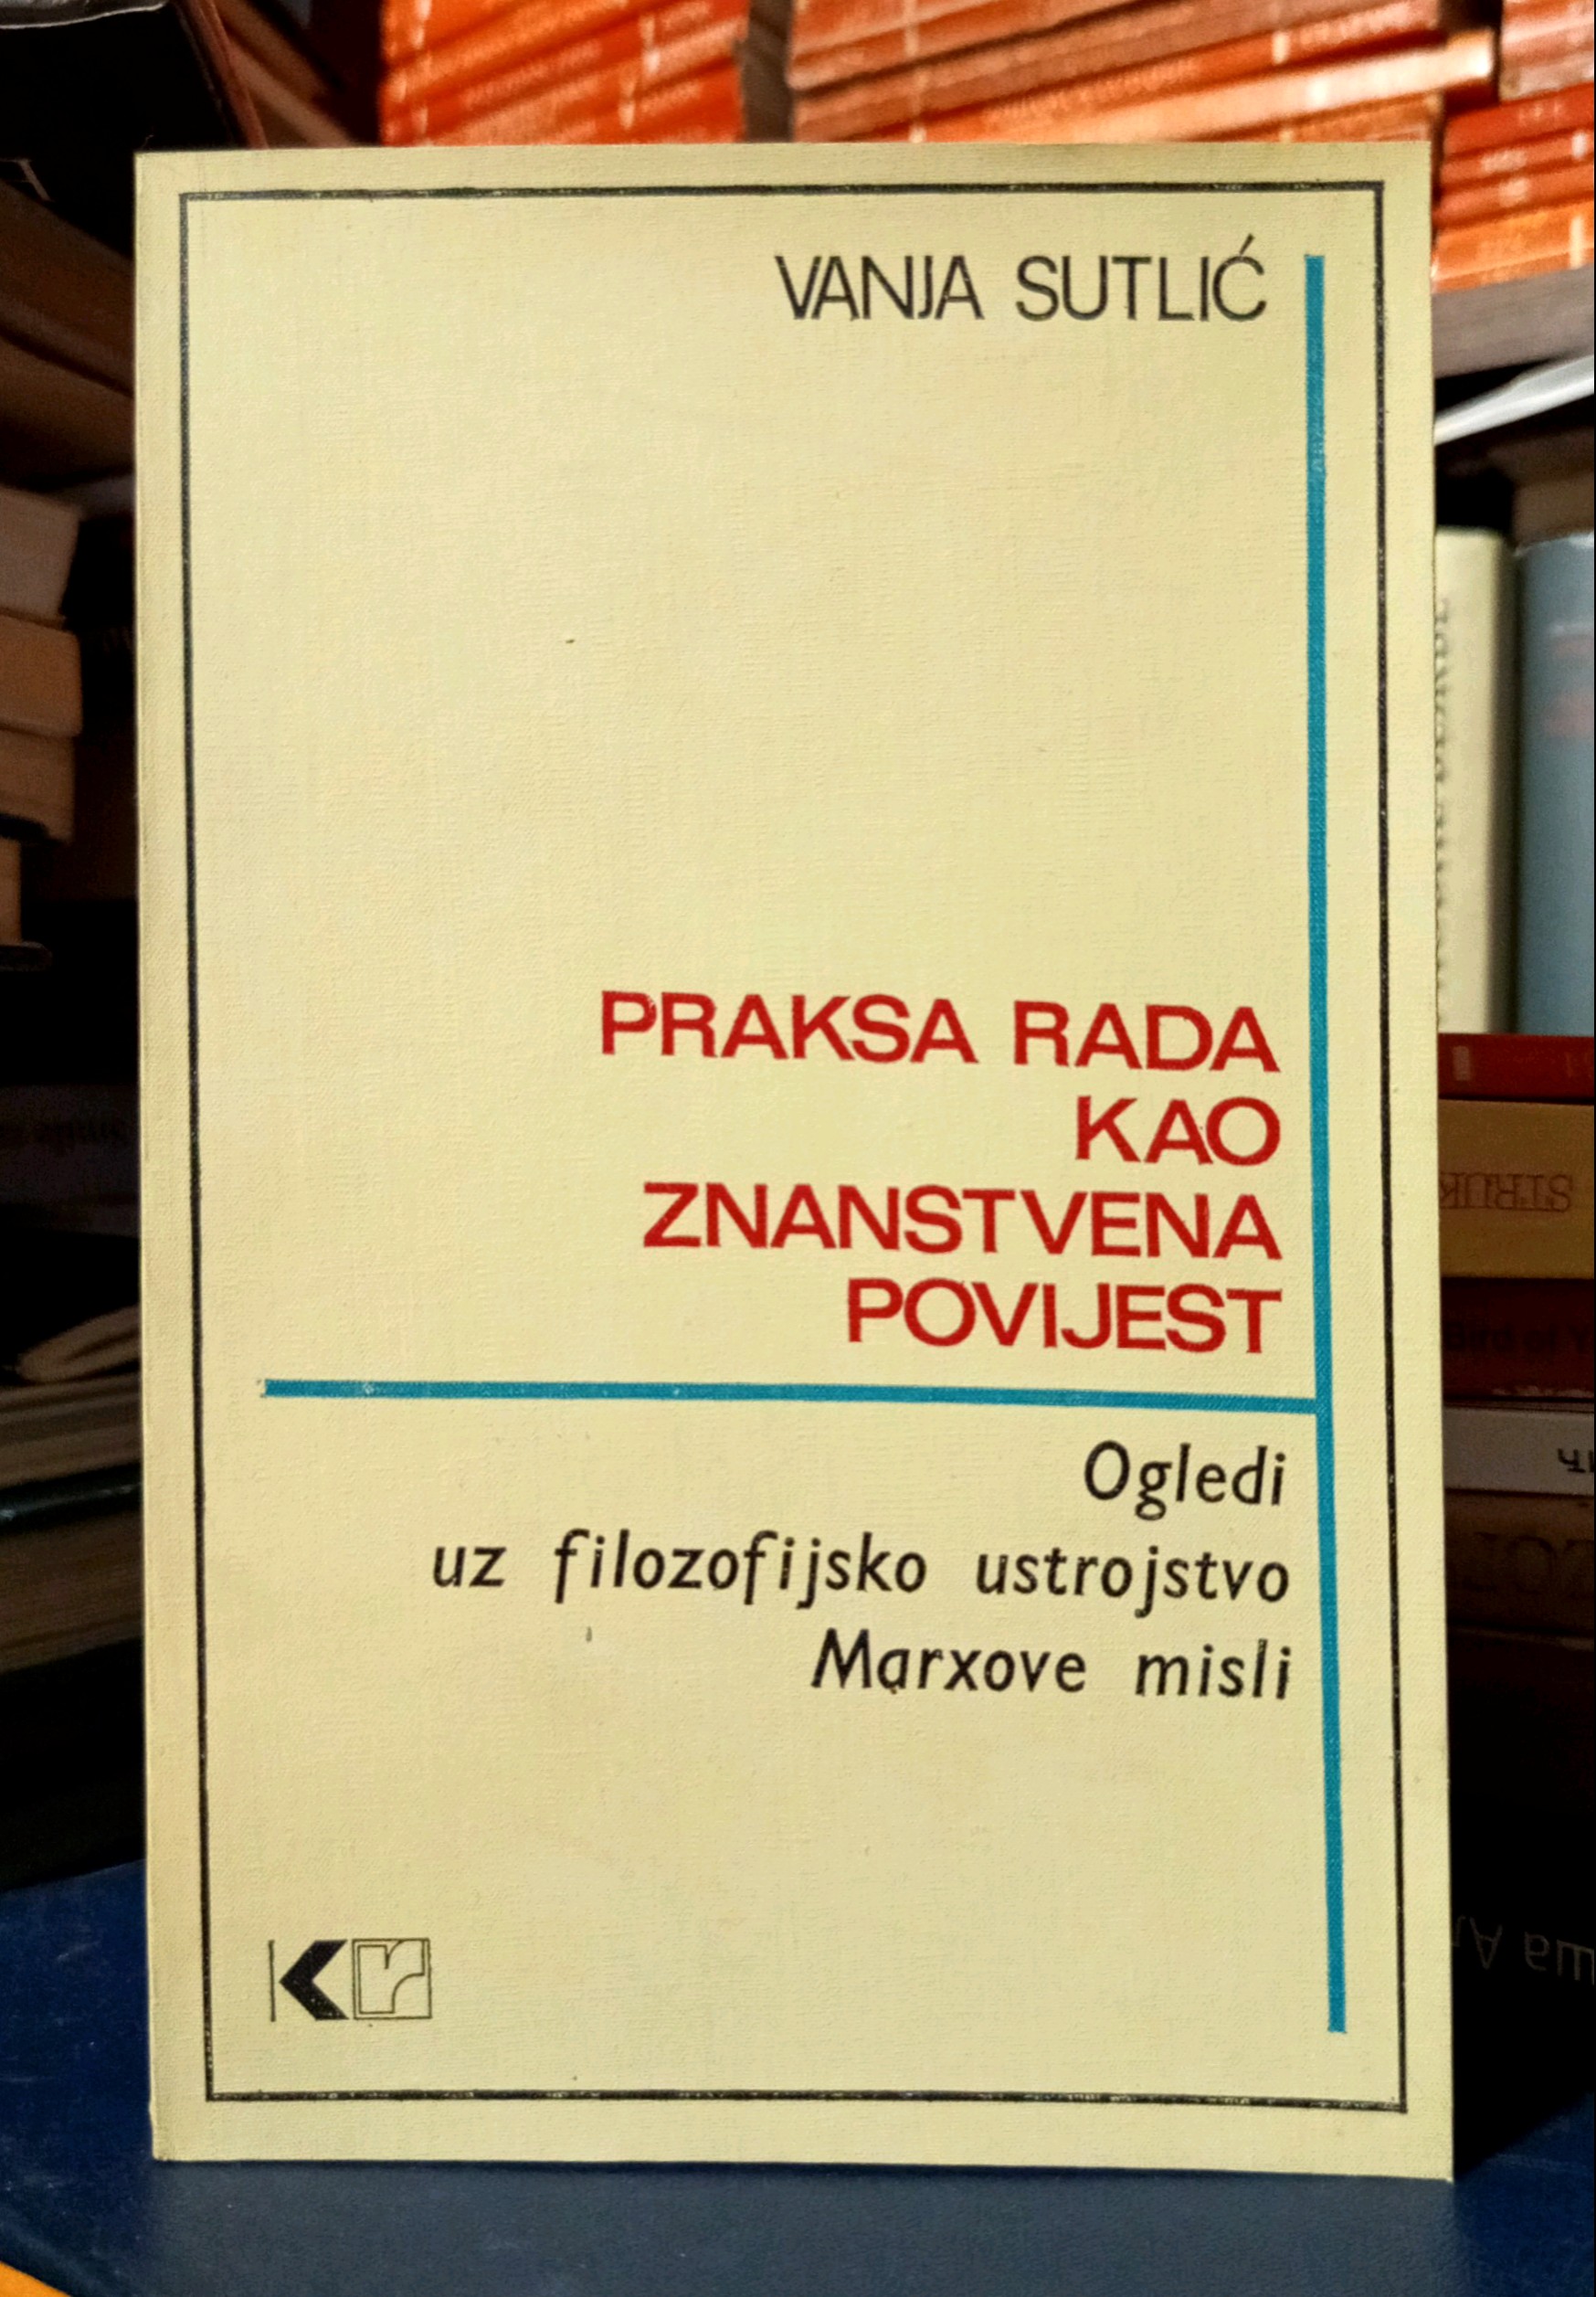 VANJA SUTLIĆ
PRAKSA RADA
KAO
ZNANSTVENA
POVIJEST
Ogledi
uz filozofijsko ustrojstvo
Marxove misli